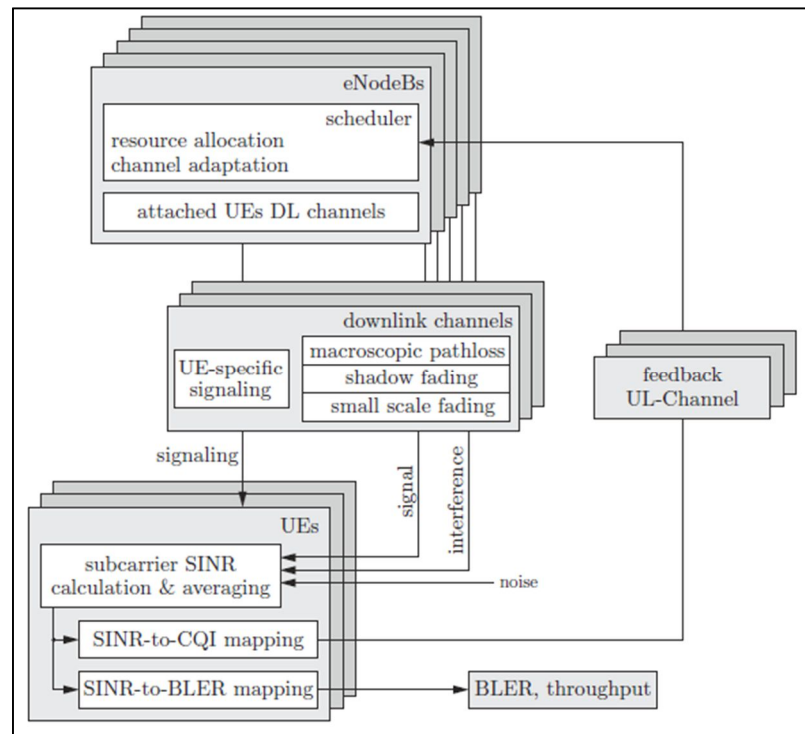 eNodeBs
scheduler
resource allocation
channel adaptation
attached UEs DL channels
downlink channels
UE-specific
signaling
macroscopic pathloss
shadow fading
small scale fading
feedback
UL-Channel
signaling
signal
interference
UEs
subcarrier SINR
calculation & averaging
noise
SINR-to-CQI mapping
SINR-to-BLER mapping
BLER, throughput